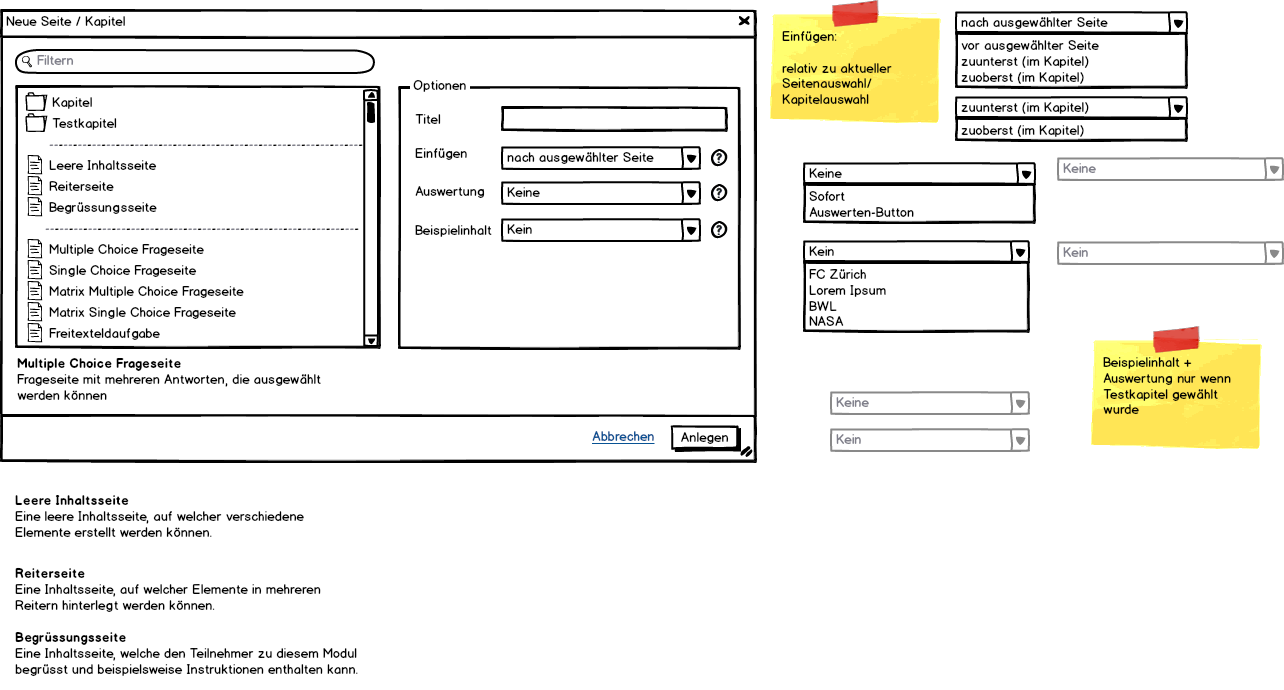 Neue Seite / Kapitel
Filtern
Kapitel
Testkapitel
Leere Inhaltsseite
Reiterseite
Begrüssungsseite
Multiple Choice Frageseite
Single Choice Frageseite
Matrix Multiple Choice Frageseite
Matrix Single Choice Frageseite
Freitexteldaufgabe
Optionen
Titel
Einfügen
nach ausgewählter Seite
?
Auswertung
Keine
?
Beispielinhalt
Kein
?
Multiple Choice Frageseite
Frageseite mit mehreren Antworten, die ausgewählt
werden können
Abbrechen
Anlegen
Einfügen:
relativ zu aktueller
Seitenauswahl/
Kapitelauswahl
nach ausgewählter Seite
vor ausgewählter Seite
zuunterst (im Kapitel)
zuoberst (im Kapitel)
zuunterst (im Kapitel)
zuoberst (im Kapitel)
Keine
Sofort
Auswerten-Button
Keine
Kein
FC Zürich
Lorem Ipsum
BWL
NASA
Kein
Beispielinhalt +
Auswertung nur wenn
Testkapitel gewählt
wurde
Keine
Kein
Leere Inhaltsseite
Eine leere Inhaltsseite, auf welcher verschiedene
Elemente erstellt werden können.
Reiterseite
Eine Inhaltsseite, auf welcher Elemente in mehreren
Reitern hinterlegt werden können.
Begrüssungsseite
Eine Inhaltsseite, welche den Teilnehmer zu diesem Modul
begrüsst und beispielsweise Instruktionen enthalten kann.